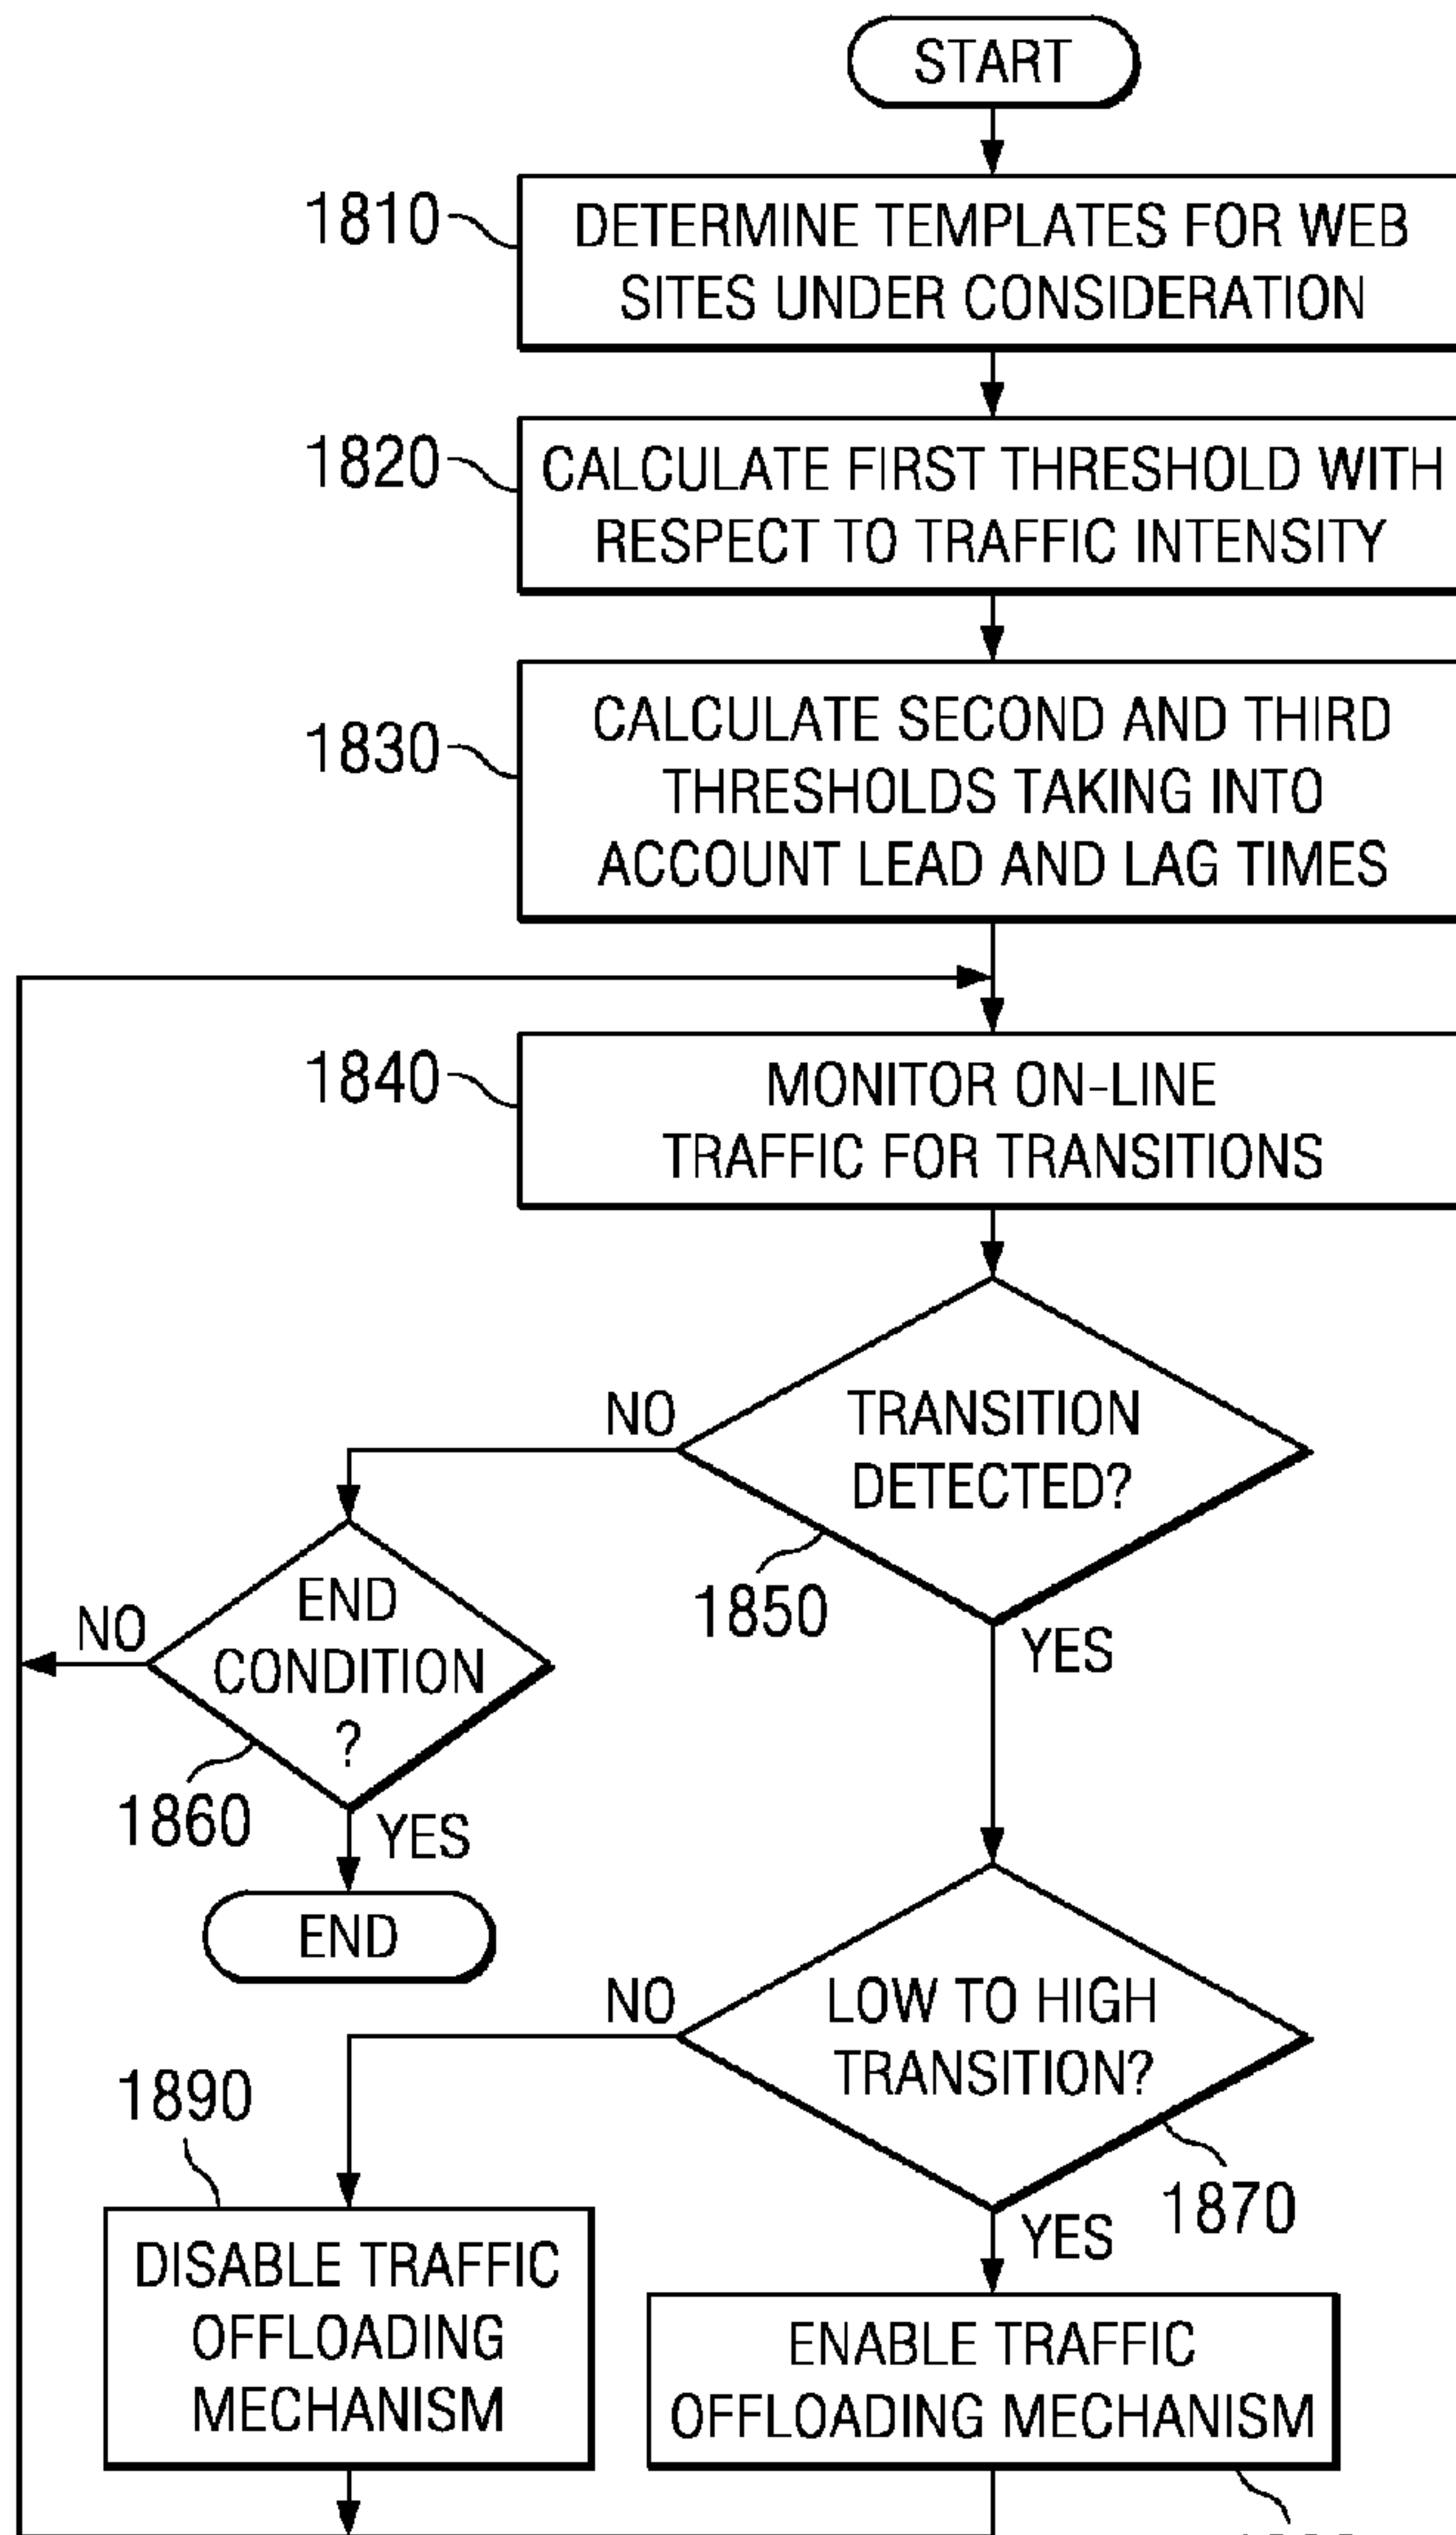 START
1810
DETERMINE TEMPLATES FOR WEB
SITES UNDER CONSIDERATION
1820
CALCULATE FIRST THRESHOLD WITH
RESPECT TO TRAFFIC INTENSITY
1830
CALCULATE SECOND AND THIRD
THRESHOLDS TAKING INTO
ACCOUNT LEAD AND LAG TIMES
1840
MONITOR ON-LINE
TRAFFIC FOR TRANSITIONS
NO
TRANSITION
DETECTED?
1850
YES
NO
END
CONDITION
?
1860
YES
END
NO
LOW TO HIGH
TRANSITION?
1870
YES
1890
DISABLE TRAFFIC
OFFLOADING
MECHANISM
ENABLE TRAFFIC
OFFLOADING MECHANISM